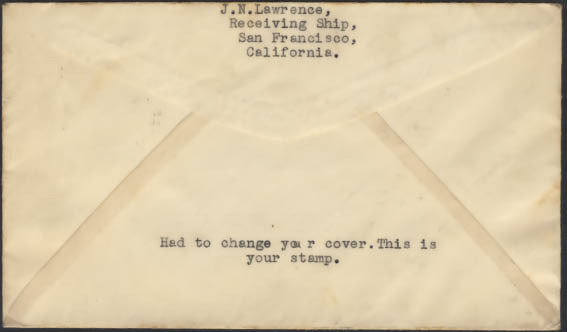 J.N.Lawrence,
Receiving Ship,
San Francisco,
California.
Had to change your cover.This is
your stamp.